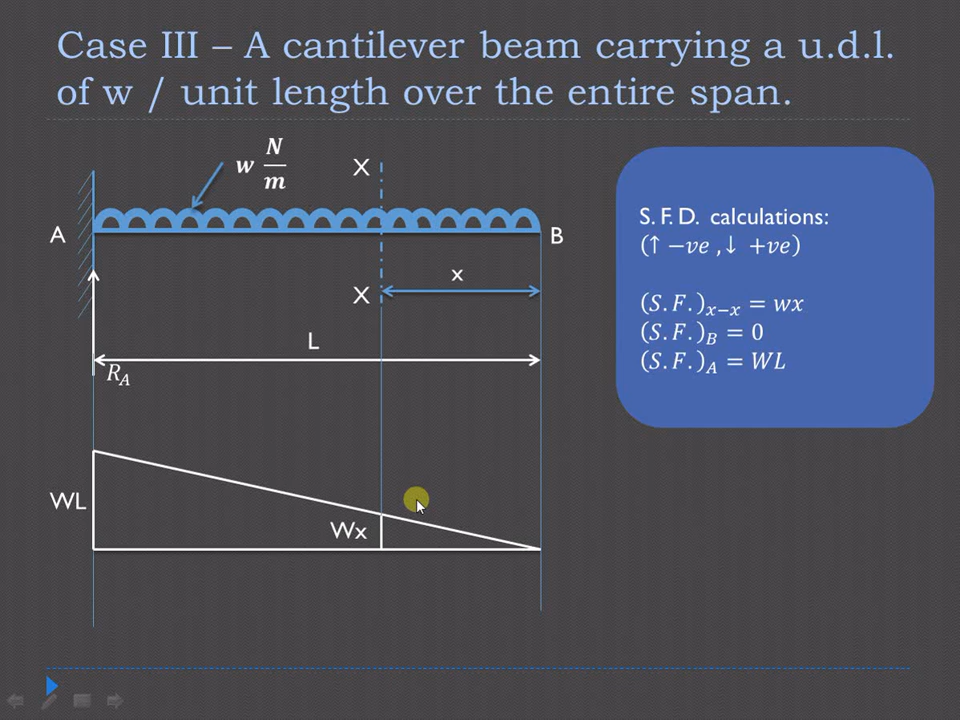 Case III – A cantilever beam carrying a u.d.l.
of w / unit length over the entire span.
w N/m
X
A
B
x
X
L
R_A
WL
Wx
S. F. D. calculations:
(↑ −ve ,↓ +ve)
(S.F.)_{x−x} = wx
(S.F.)_B = 0
(S.F.)_A = WL